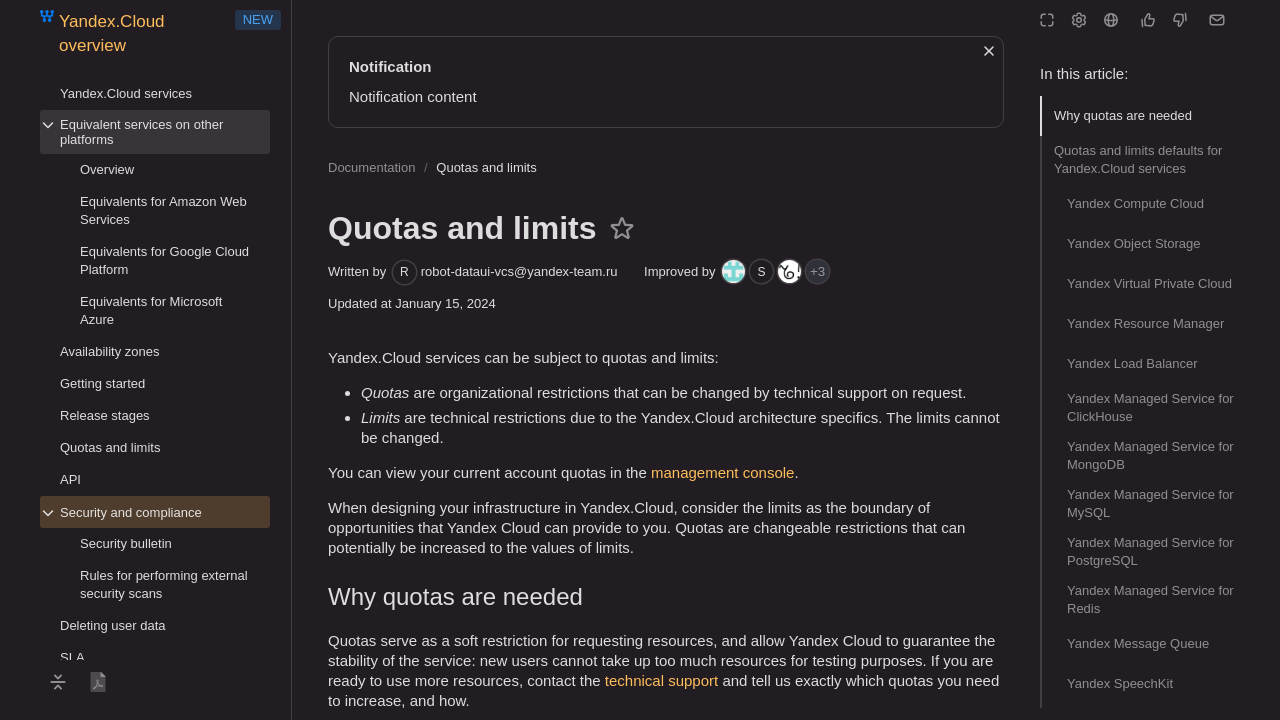 Yandex.Cloud
overview
NEW
Yandex.Cloud services
Equivalent services on other
platforms
Overview
Equivalents for Amazon Web
Services
Equivalents for Google Cloud
Platform
Equivalents for Microsoft
Azure
Availability zones
Getting started
Release stages
Quotas and limits
API
Security and compliance
Security bulletin
Rules for performing external
security scans
Deleting user data
SLA
Notification
Notification content
Documentation / Quotas and limits
Quotas and limits
Written by R robot-dataui-vcs@yandex-team.ru Improved by S +3
Updated at January 15, 2024
Yandex.Cloud services can be subject to quotas and limits:
• Quotas are organizational restrictions that can be changed by technical support on request.
• Limits are technical restrictions due to the Yandex.Cloud architecture specifics. The limits cannot
be changed.
You can view your current account quotas in the management console.
When designing your infrastructure in Yandex.Cloud, consider the limits as the boundary of
opportunities that Yandex Cloud can provide to you. Quotas are changeable restrictions that can
potentially be increased to the values of limits.
Why quotas are needed
Quotas serve as a soft restriction for requesting resources, and allow Yandex Cloud to guarantee the
stability of the service: new users cannot take up too much resources for testing purposes. If you are
ready to use more resources, contact the technical support and tell us exactly which quotas you need
to increase, and how.
In this article:
Why quotas are needed
Quotas and limits defaults for
Yandex.Cloud services
Yandex Compute Cloud
Yandex Object Storage
Yandex Virtual Private Cloud
Yandex Resource Manager
Yandex Load Balancer
Yandex Managed Service for
ClickHouse
Yandex Managed Service for
MongoDB
Yandex Managed Service for
MySQL
Yandex Managed Service for
PostgreSQL
Yandex Managed Service for
Redis
Yandex Message Queue
Yandex SpeechKit